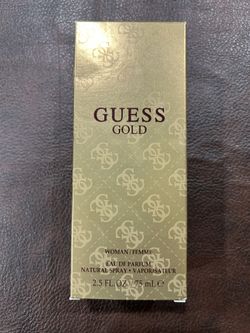 GUESS
GOLD
WOMAN/FEMME
EAU DE PARFUM
NATURAL SPRAY • VAPORISATEUR
2.5 FL.OZ/ 75 mL e